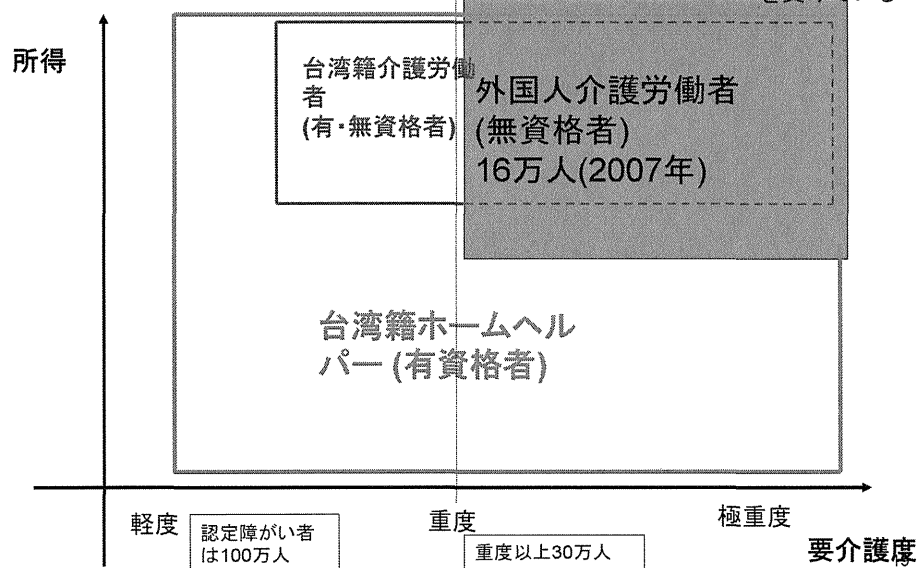 所得
台湾籍介護労働
者
(有・無資格者)
外国人介護労働者
(無資格者)
16万人(2007年)
台湾籍ホームヘル
パー (有資格者)
軽度
重度
極重度
認定障がい者
は100万人
重度以上30万人
要介護度